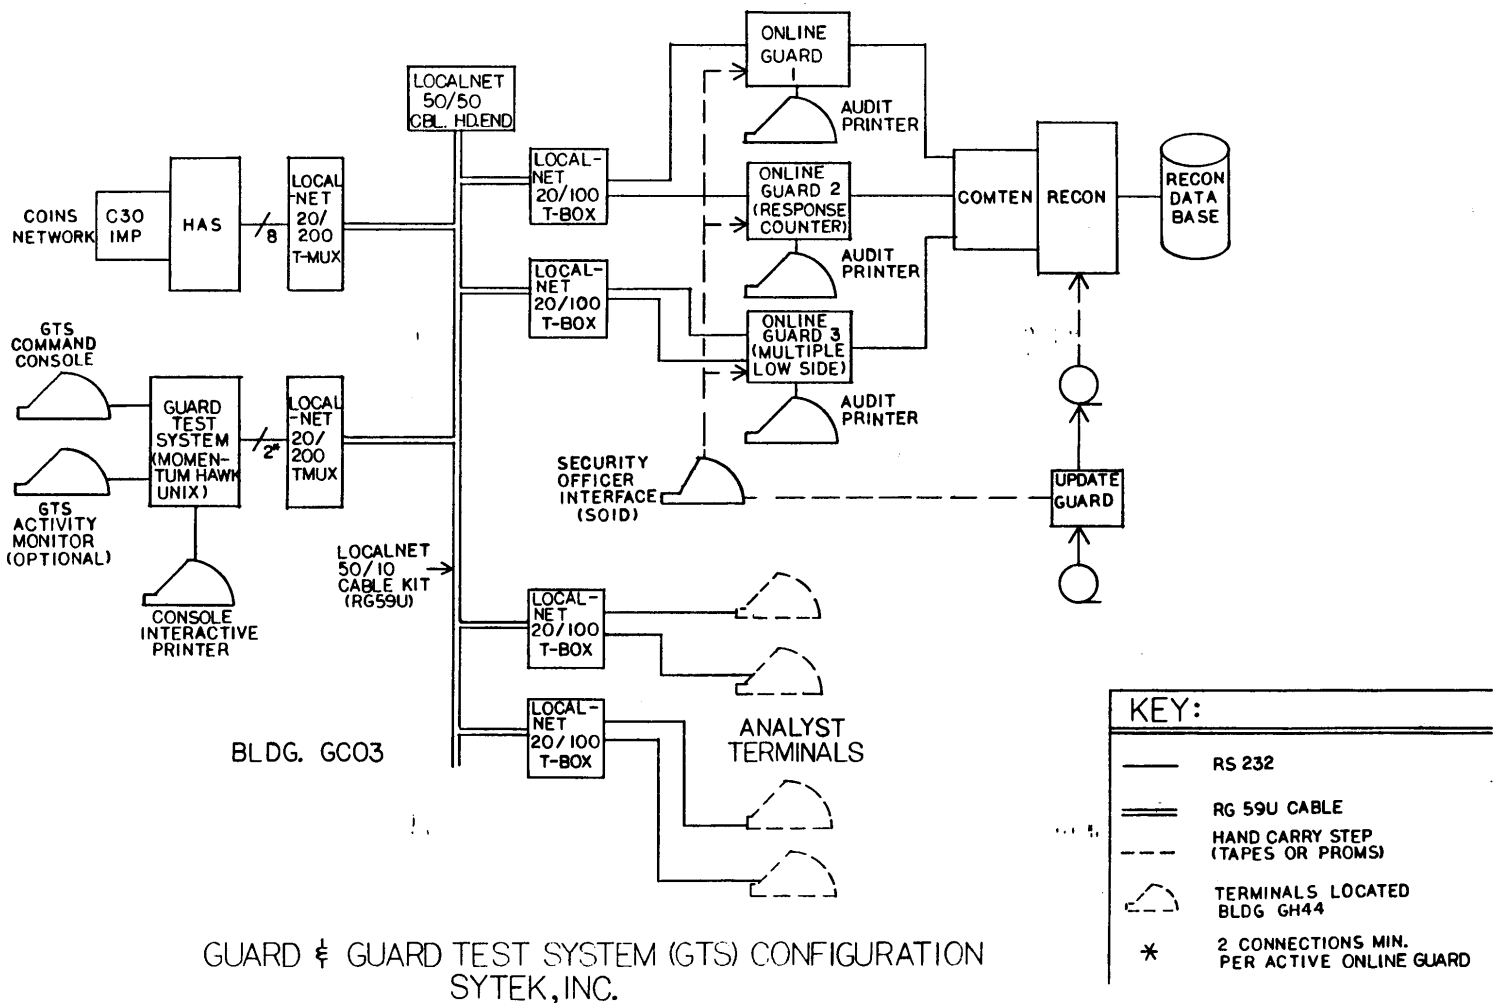 ONLINE
GUARD
AUDIT
PRINTER
LOCALNET
50/50
CBL. HD.END
LOCAL-
NET
20/100
T-BOX
ONLINE
GUARD 2
(RESPONSE
COUNTER)
AUDIT
PRINTER
COMTEN
RECON
RECON
DATA
BASE
COINS
NETWORK
C30
IMP
HAS
8
LOCAL
-NET
20/
200
T-MUX
LOCAL-
NET
20/100
T-BOX
ONLINE
GUARD 3
(MULTIPLE
LOW SIDE)
AUDIT
PRINTER
GTS
COMMAND
CONSOLE
GUARD
TEST
SYSTEM
(MOMEN-
TUM HAWK
UNIX)
2*
LOCAL
-NET
20/
200
TMUX
SECURITY
OFFICER
INTERFACE
(SOID)
UPDATE
GUARD
GTS
ACTIVITY
MONITOR
(OPTIONAL)
LOCALNET
50/10
CABLE KIT
(RG59U)
CONSOLE
INTERACTIVE
PRINTER
LOCAL-
NET
20/100
T-BOX
LOCAL-
NET
20/100
T-BOX
ANALYST
TERMINALS
BLDG. GC03
KEY:
RS 232
RG 59U CABLE
HAND CARRY STEP
(TAPES OR PROMS)
TERMINALS LOCATED
BLDG GH44
* 2 CONNECTIONS MIN.
PER ACTIVE ONLINE GUARD
GUARD & GUARD TEST SYSTEM (GTS) CONFIGURATION
SYTEK, INC.